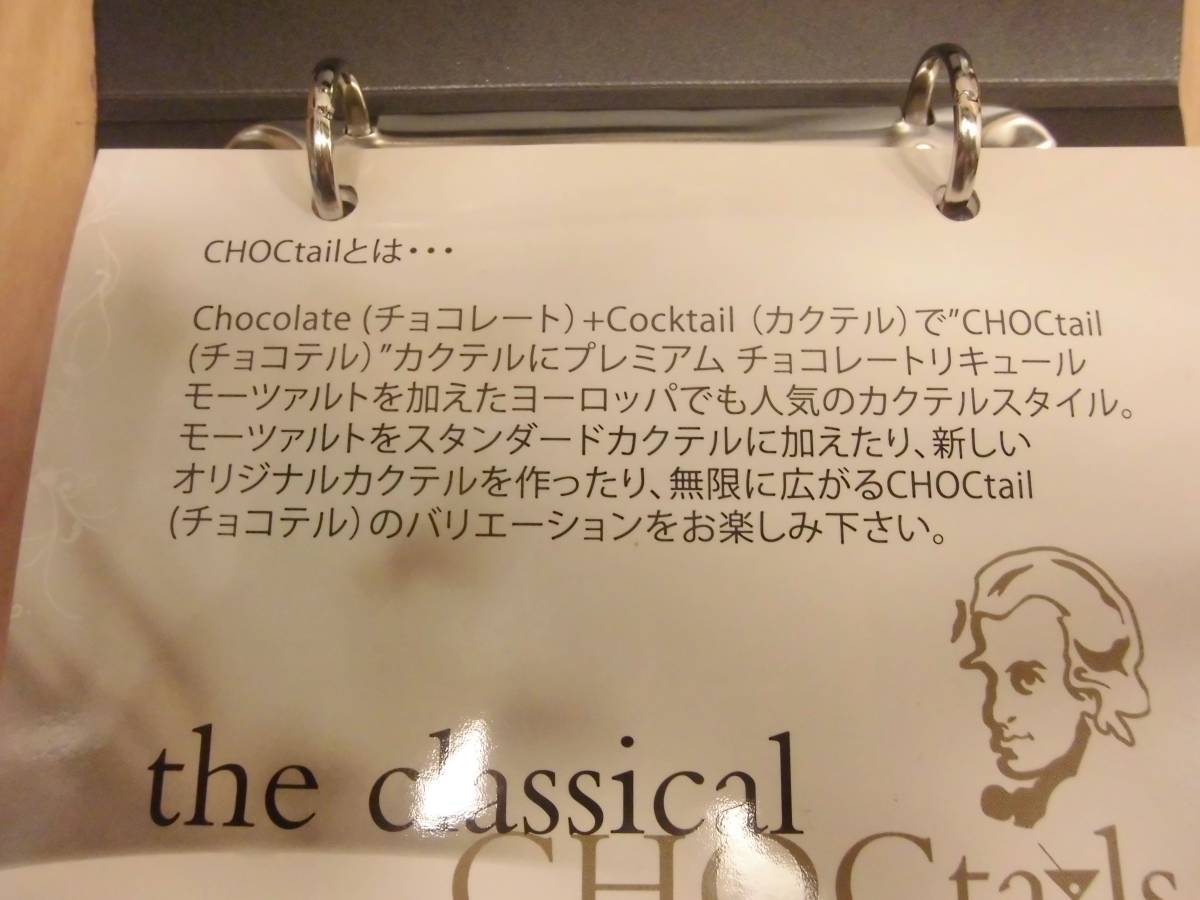 CHOCtailとは・・・
Chocolate (チョコレート)+Cocktail (カクテル)で”CHOCtail
(チョコテル)”カクテルにプレミアム チョコレートリキュール
モーツァルトを加えたヨーロッパでも人気のカクテルスタイル。
モーツァルトをスタンダードカクテルに加えたり、新しい
オリジナルカクテルを作ったり、無限に広がるCHOCtail
(チョコテル)のバリエーションをお楽しみ下さい。
the classical
CHOCtails